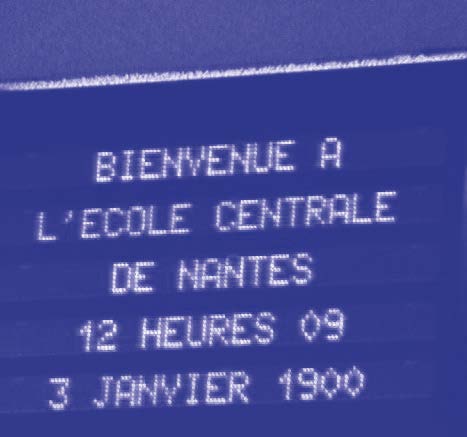 BIENVENUE A
L'ECOLE CENTRALE
DE NANTES
12 HEURES 09
3 JANVIER 1900